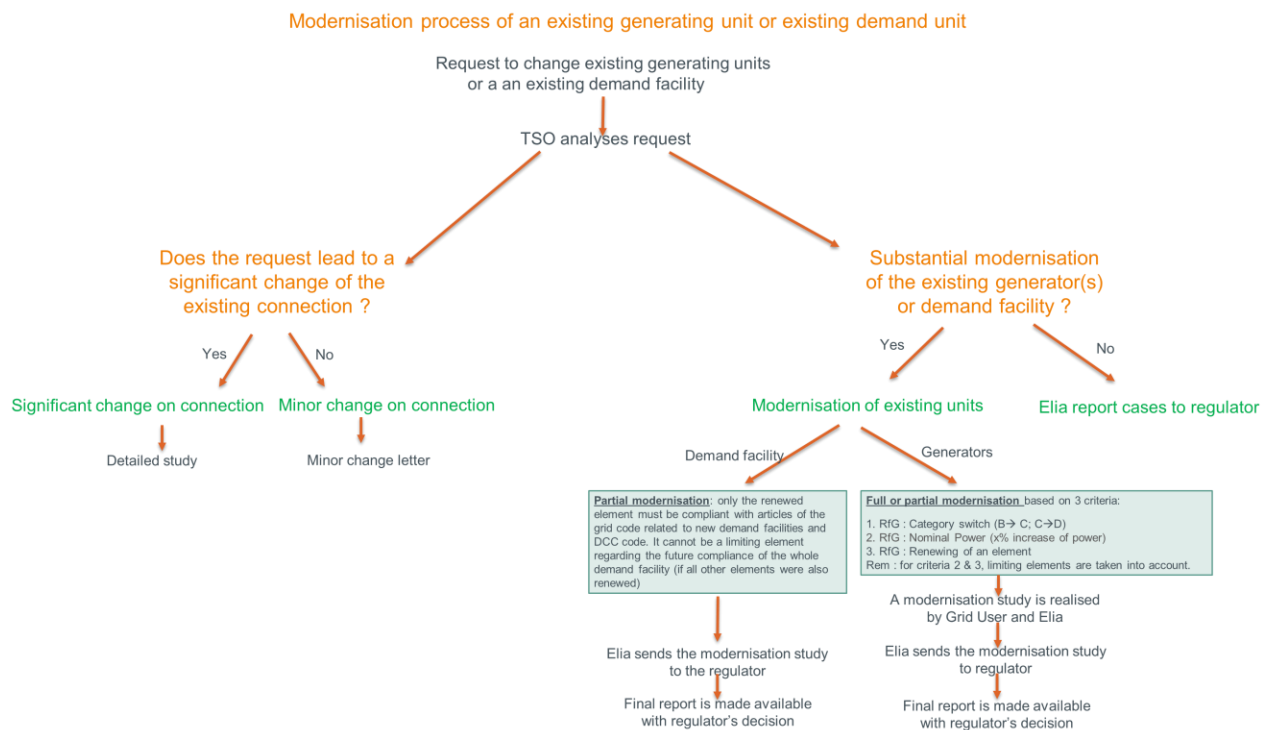 Modernisation process of an existing generating unit or existing demand unit
Request to change existing generating units
or a an existing demand facility
TSO analyses request
Does the request lead to a
significant change of the
existing connection ?
Substantial modernisation
of the existing generator(s)
or demand facility ?
Yes
No
Yes
No
Significant change on connection
Minor change on connection
Modernisation of existing units
Elia report cases to regulator
Detailed study
Minor change letter
Demand facility
Generators
Partial modernisation: only the renewed
element must be compliant with articles of the
grid code related to new demand facilities and
DCC code. It cannot be a limiting element
regarding the future compliance of the whole
demand facility (if all other elements were also
renewed)
Full or partial modernisation based on 3 criteria:
1. RfG : Category switch (B→ C; C→D)
2. RfG : Nominal Power (x% increase of power)
3. RfG : Renewing of an element
Rem : for criteria 2 & 3, limiting elements are taken into account.
A modernisation study is realised
by Grid User and Elia
Elia sends the modernisation study
to the regulator
Elia sends the modernisation study
to regulator
Final report is made available
with regulator's decision
Final report is made available
with regulator's decision